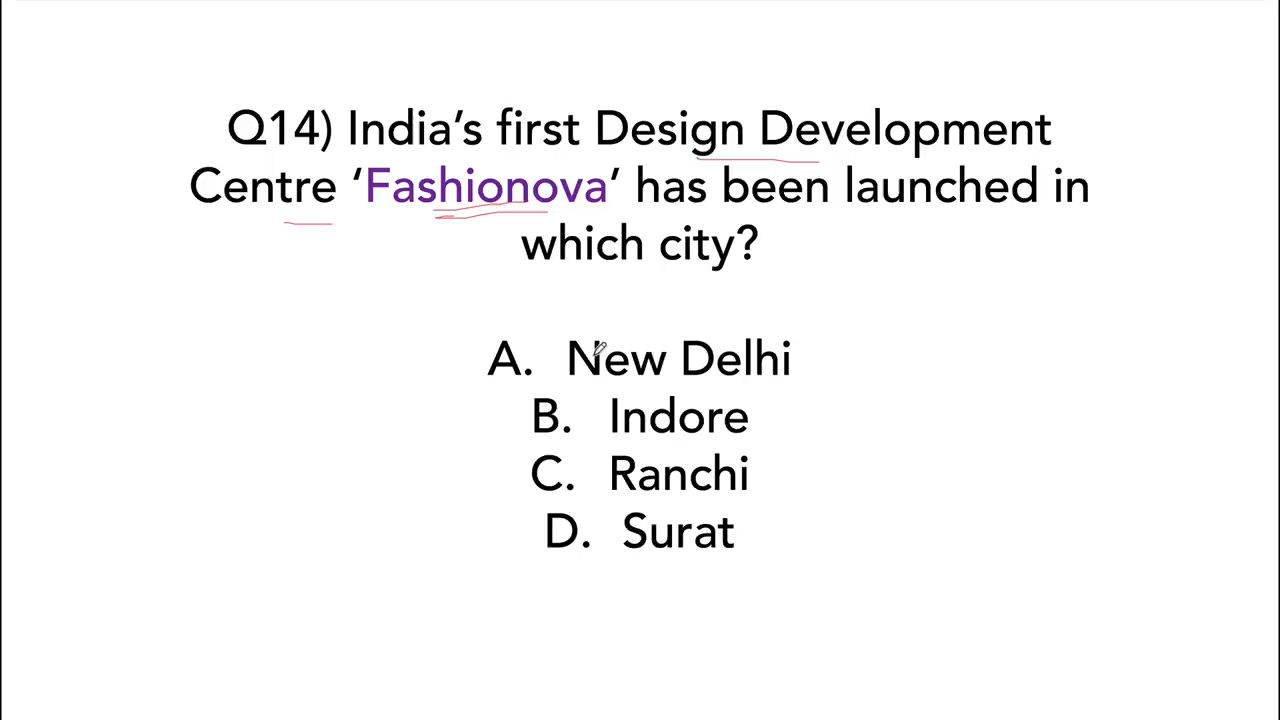 Q14) India’s first Design Development
Centre ‘Fashionova’ has been launched in
which city?
A. New Delhi
B. Indore
C. Ranchi
D. Surat